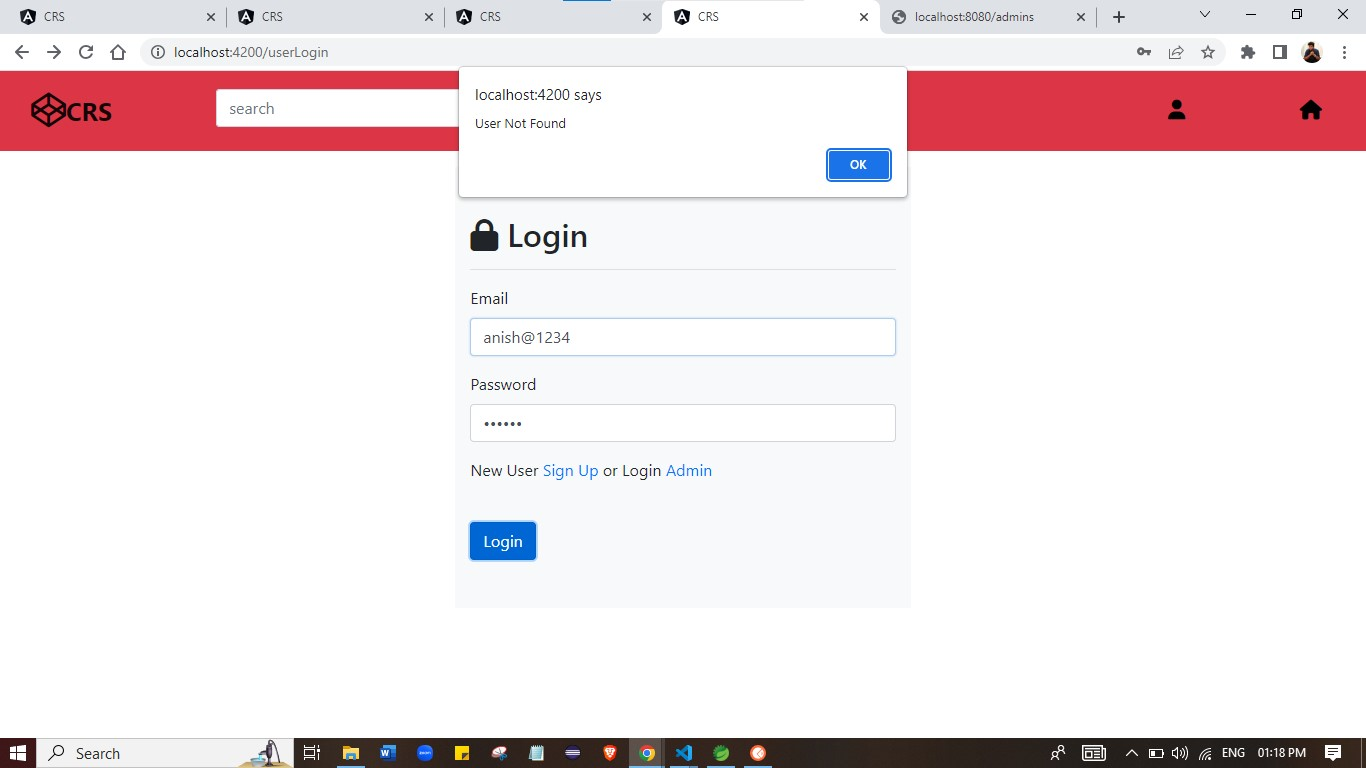 CRS
CRS
CRS
CRS
localhost:8080/admins
localhost:4200/userLogin
CRS
search
localhost:4200 says
User Not Found
OK
Login
Email
anish@1234
Password
••••••
New User Sign Up or Login Admin
Login
Search
ENG
01:18 PM